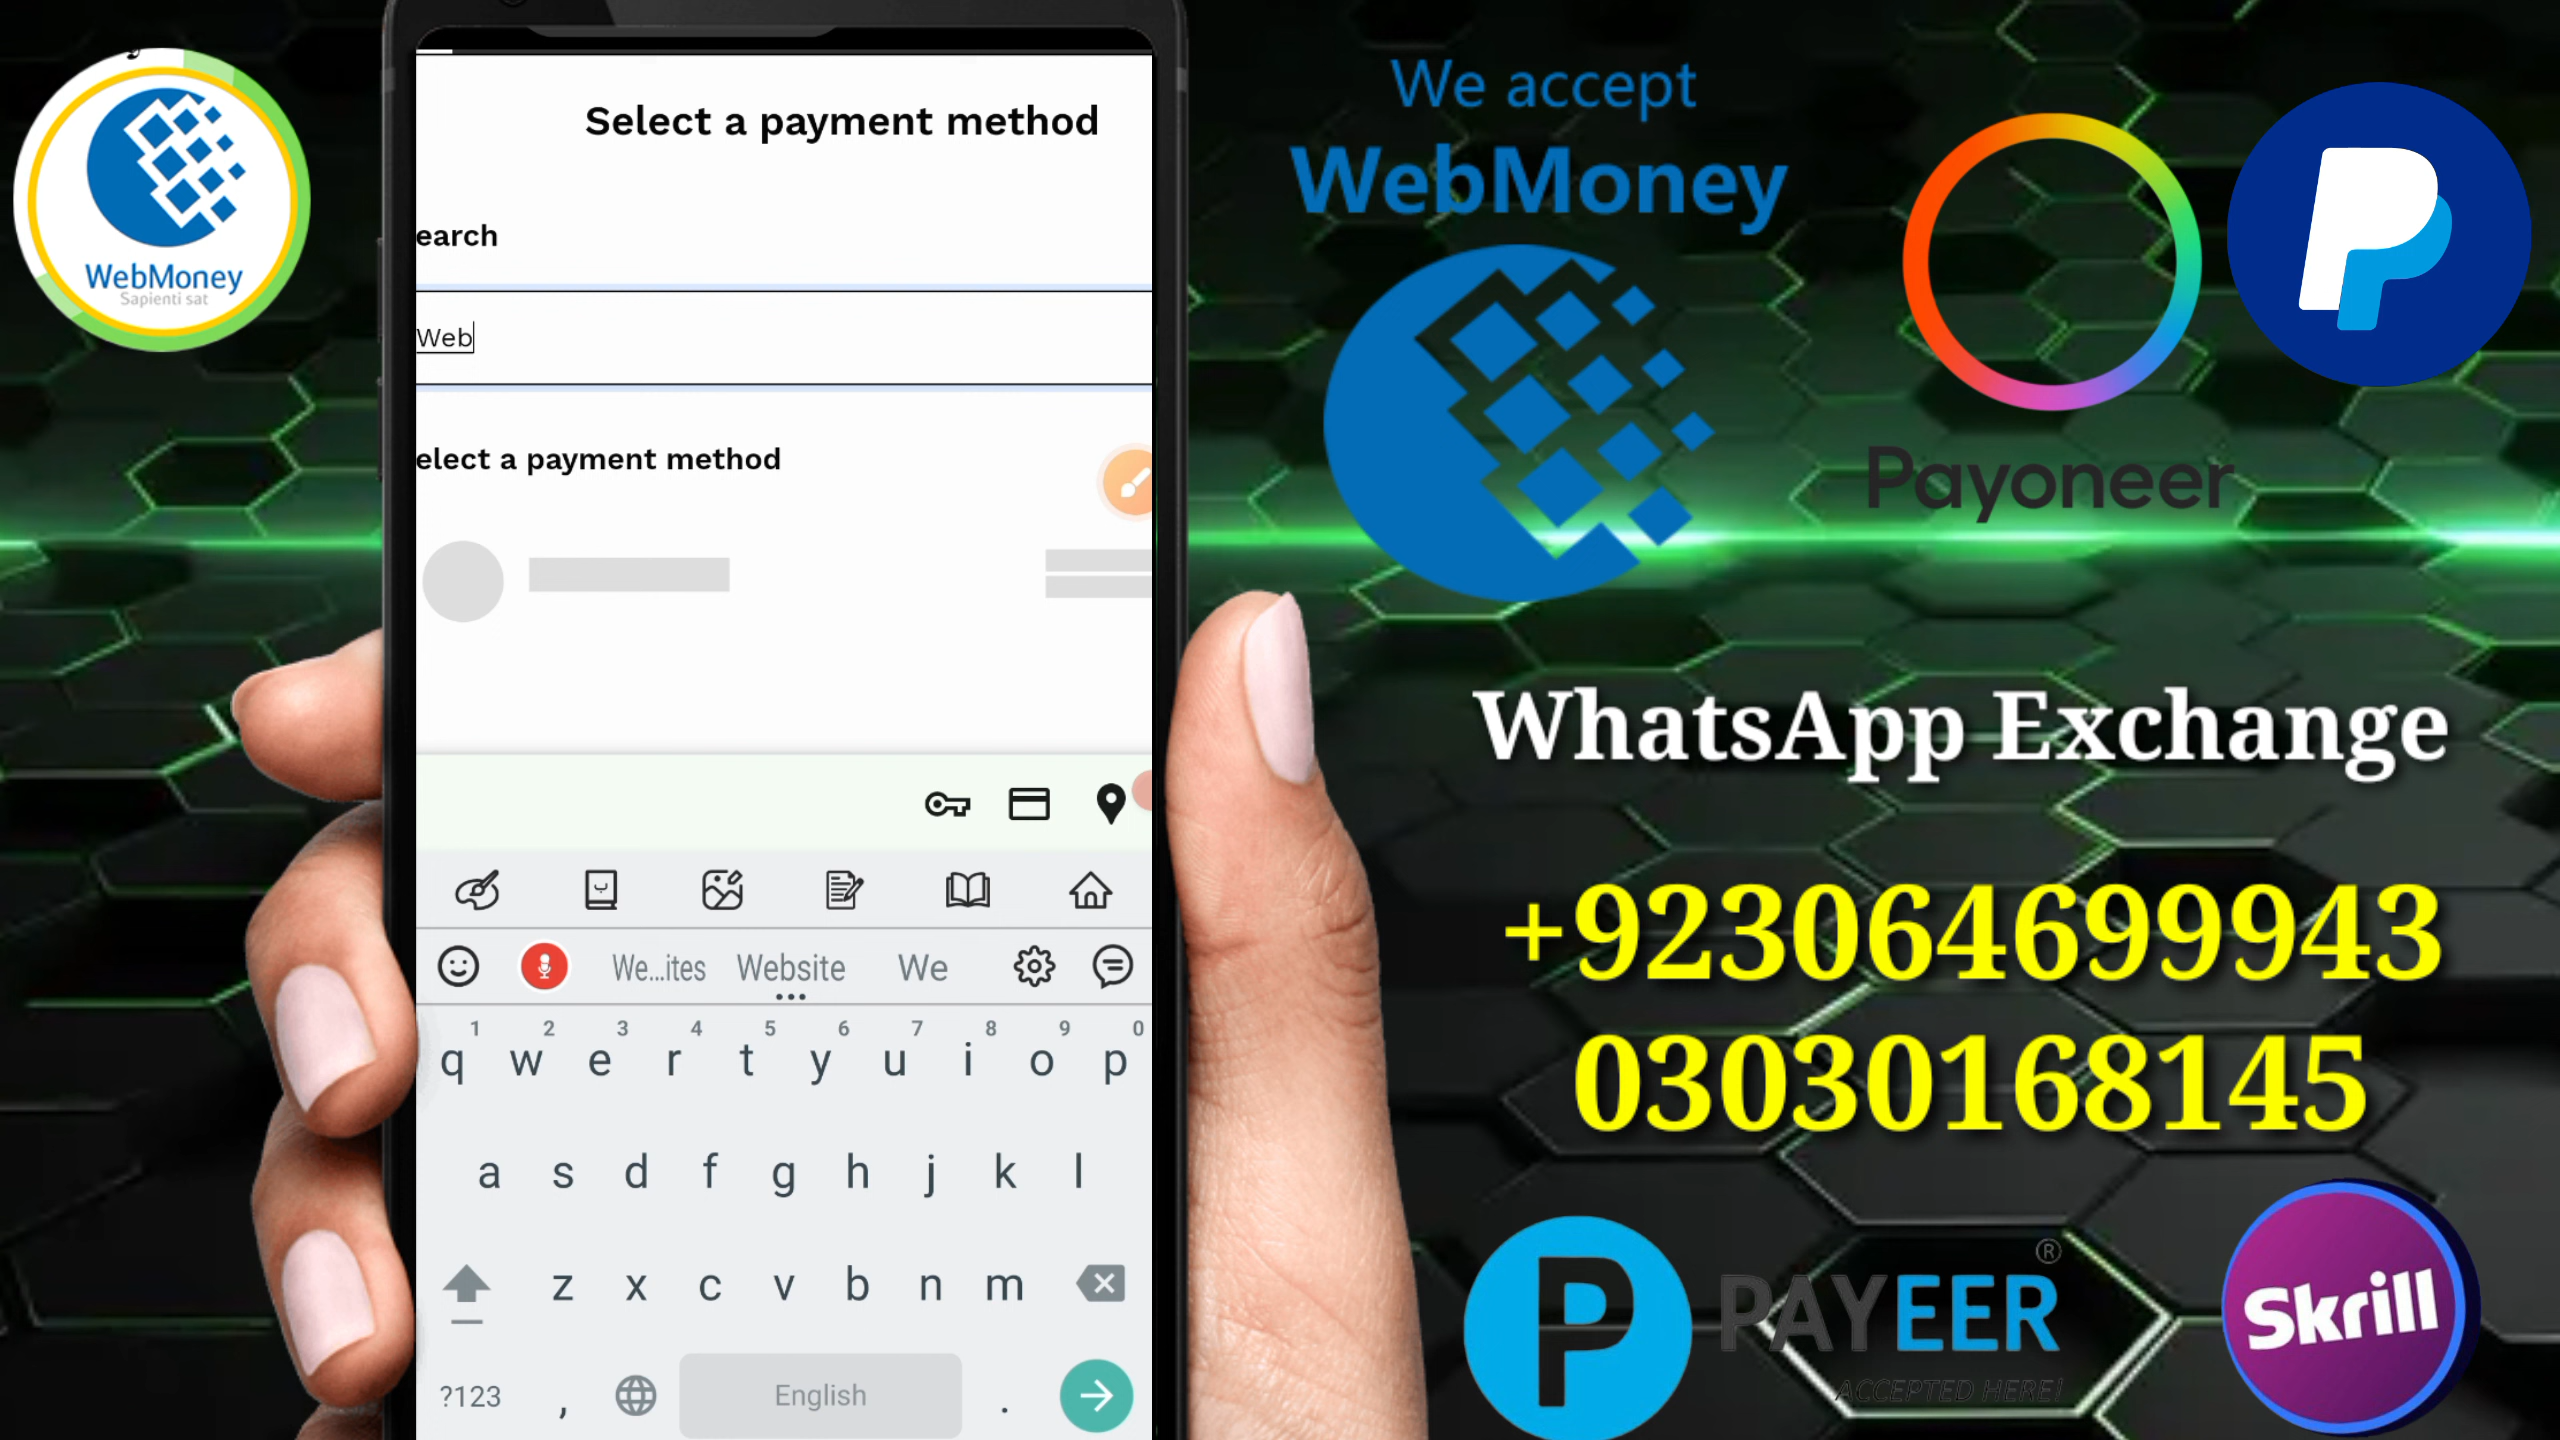 WebMoney
Sapienti sat
Select a payment method
earch
Web
elect a payment method
We...ites Website We
1 2 3 4 5 6 7 8 9 0
q w e r t y u i o p
a s d f g h j k l
z x c v b n m
?123 , English .
We accept
WebMoney
Payoneer
WhatsApp Exchange
+923064699943
03030168145
PAYEER®
ACCEPTED HERE!
Skrill